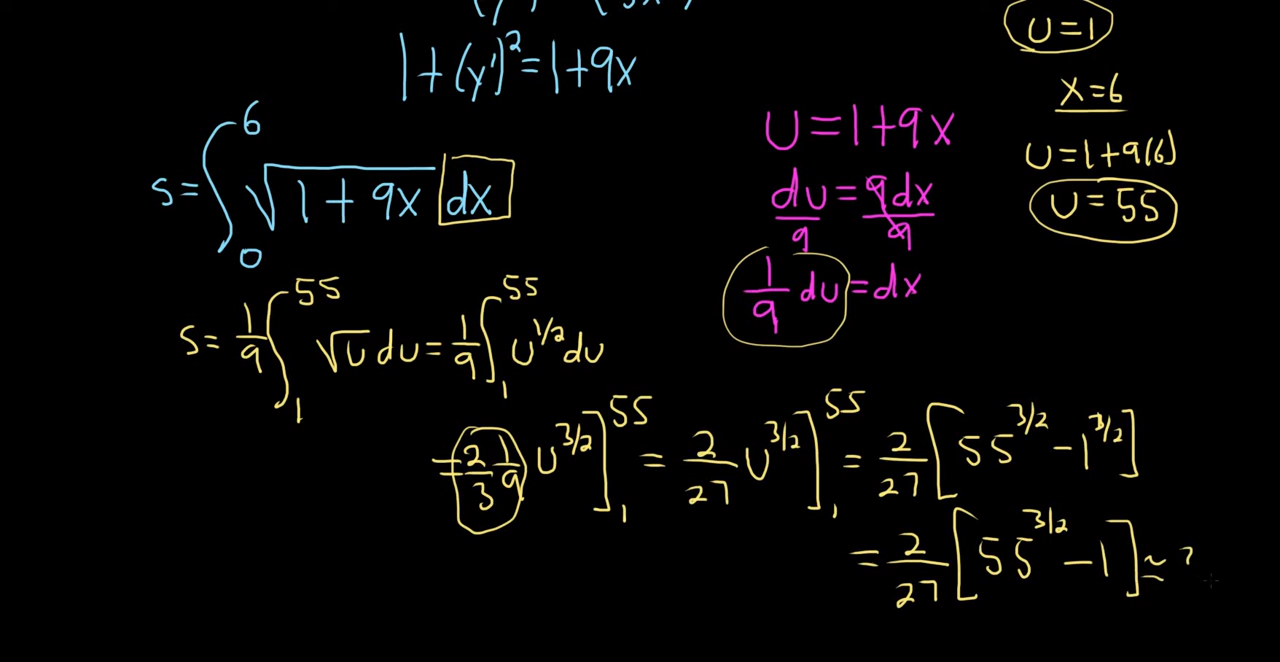 U=1
1+(y')²=1+9x
x=6
U=1+9x
U=1+9(6)
du=9dx
9 9
U=55
1/9 du=dx
s=∫₀⁶ √(1+9x) dx
s=1/9 ∫₁⁵⁵ √U du = 1/9 ∫₁⁵⁵ U^(1/2) du
=2/3 1/9 U^(3/2)]₁⁵⁵ = 2/27 U^(3/2)]₁⁵⁵ = 2/27 [55^(3/2) - 1^(3/2)]
= 2/27 [55^(3/2) - 1] ≈